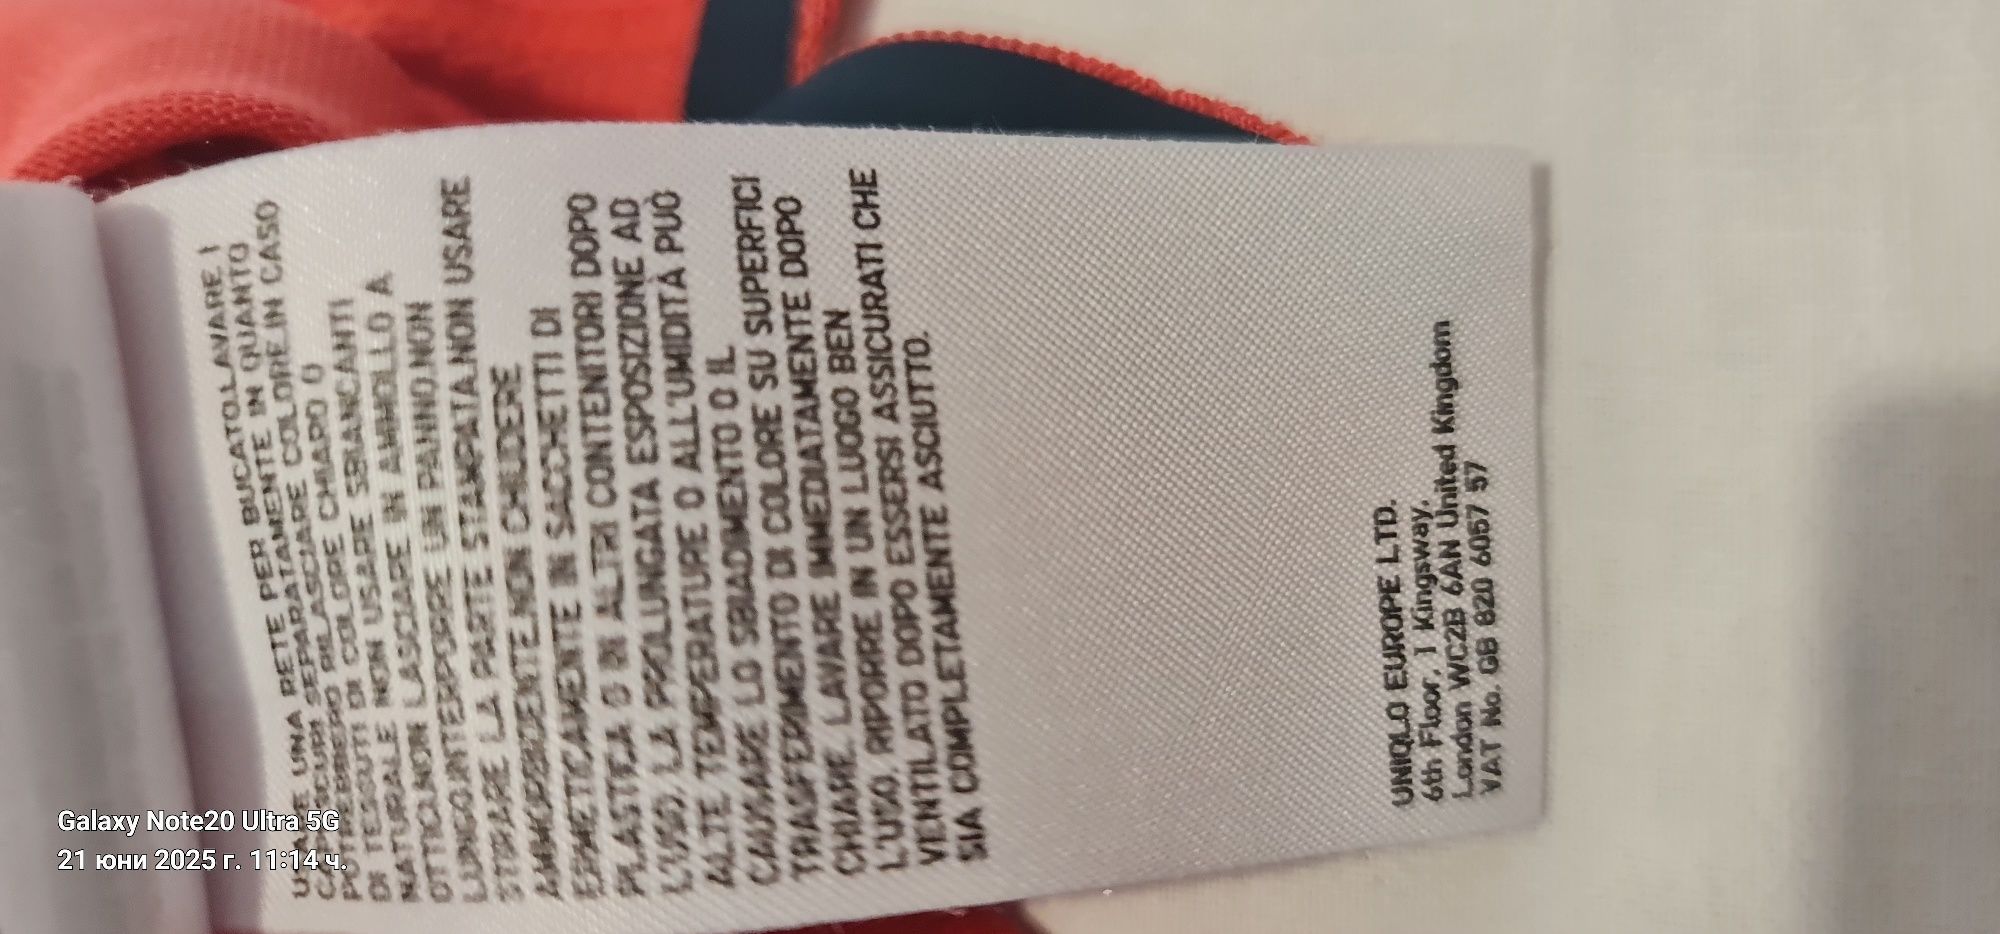 USARE UNA RETE PER BUCATO.LAVARE I
CAPI SCURI SEPARATAMENTE IN QUANTO
POTREBBERO RILASCIARE COLORE.IN CASO
DI TESSUTI DI COLORE CHIARO O
NATURALE NON USARE SBIANCANTI
OTTICI.NON LASCIARE IN AMMOLLO A
LUNGO.INTERPORRE UN PANNO.NON
STIRARE LA PARTE STAMPATA.NON USARE
AMMORBIDENTE.NON CHIUDERE
ERMETICAMENTE IN SACCHETTI DI
PLASTICA O IN ALTRI CONTENITORI DOPO
L'USO. LA PROLUNGATA ESPOSIZIONE AD
ALTE TEMPERATURE O ALL'UMIDITÀ PUÒ
CAUSARE LO SBIADIMENTO O IL
TRASFERIMENTO DI COLORE SU SUPERFICI
CHIARE. LAVARE IMMEDIATAMENTE DOPO
L'USO. RIPORRE IN UN LUOGO BEN
VENTILATO DOPO ESSERSI ASSICURATI CHE
SIA COMPLETAMENTE ASCIUTTO.
UNIQLO EUROPE LTD.
6th Floor, 1 Kingsway,
London WC2B 6AN United Kingdom
VAT No. GB 820 6057 57
Galaxy Note20 Ultra 5G
21 юни 2025 г. 11:14 ч.